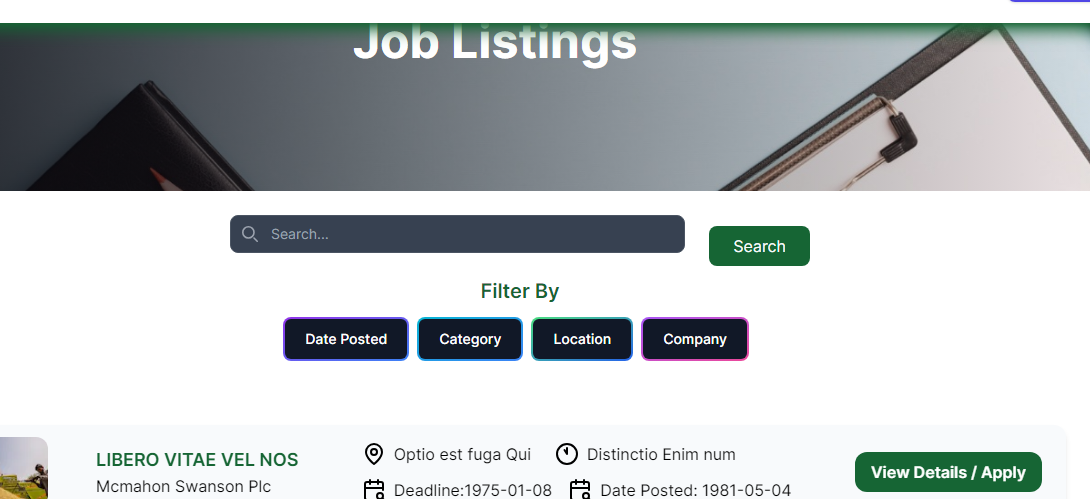 Job Listings
Search...
Search
Filter By
Date Posted
Category
Location
Company
LIBERO VITAE VEL NOS
Mcmahon Swanson Plc
Optio est fuga Qui
Distinctio Enim num
Deadline:1975-01-08
Date Posted: 1981-05-04
View Details / Apply